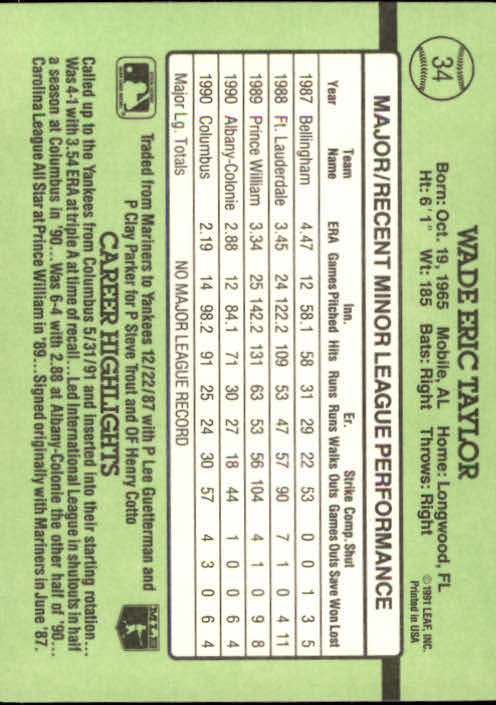 34
WADE ERIC TAYLOR
Born: Oct. 19, 1965 Mobile, AL Home: Longwood, FL
Ht: 6'1" Wt: 185 Bats: Right Throws: Right
© 1991 LEAF, INC.
Printed in USA
MAJOR/RECENT MINOR LEAGUE PERFORMANCE
Team Inn. Er. Strike Comp. Shut
Year Name ERA Games Pitched Hits Runs Runs Walks Outs Games Outs Save Won Lost
1987 Bellingham 4.47 12 58.1 58 31 29 22 53 0 0 1 3 5
1988 Ft. Lauderdale 3.45 24 122.2 109 53 47 57 90 7 1 0 4 11
1989 Prince William 3.34 25 142.2 131 63 53 56 104 4 1 0 9 8
1990 Albany-Colonie 2.88 12 84.1 71 30 27 18 44 1 0 0 6 4
1990 Columbus 2.19 14 98.2 91 25 24 30 57 4 3 0 6 4
Major Lg. Totals NO MAJOR LEAGUE RECORD
Traded from Mariners to Yankees 12/22/87 with P Lee Guetterman and
P Clay Parker for P Steve Trout and OF Henry Cotto
MLB
CAREER HIGHLIGHTS
Called up to the Yankees from Columbus 5/31/91 and inserted into their starting rotation...
Was 4-1 with 3.54 ERA at triple A at time of recall...Led International League in shutouts in half
a season at Columbus in '90... Was 6-4 with 2.88 at Albany-Colonie the other half of '90...
Carolina League All Star at Prince William in '89...Signed originally with Mariners in June '87.